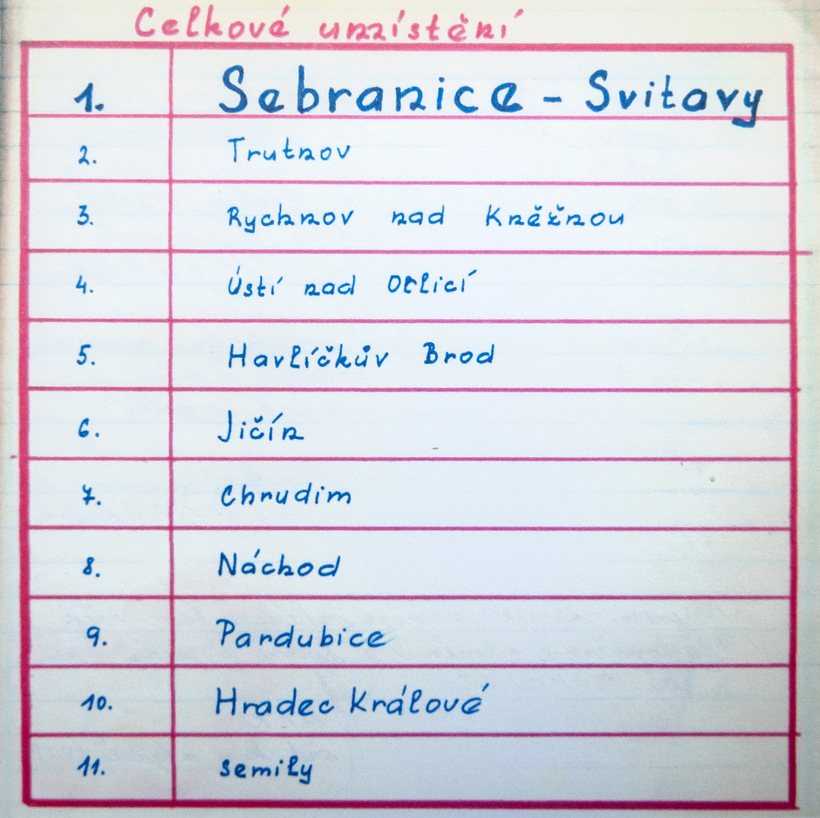 Celkové umístění
1. Sebranice - Svitavy
2. Trutnov
3. Rychnov nad Kněžnou
4. Ústí nad Orlicí
5. Havlíčkův Brod
6. Jičín
7. Chrudim
8. Náchod
9. Pardubice
10. Hradec Králové
11. Semily